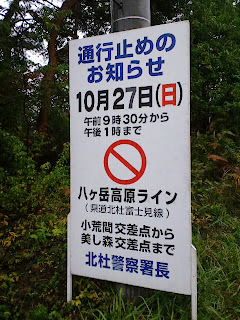 通行止めの
お知らせ
10月27日(日)
午前9時30分から
午後1時まで
八ヶ岳高原ライン
(県道北杜富士見線)
小荒間交差点から
美し森交差点まで
北杜警察署長